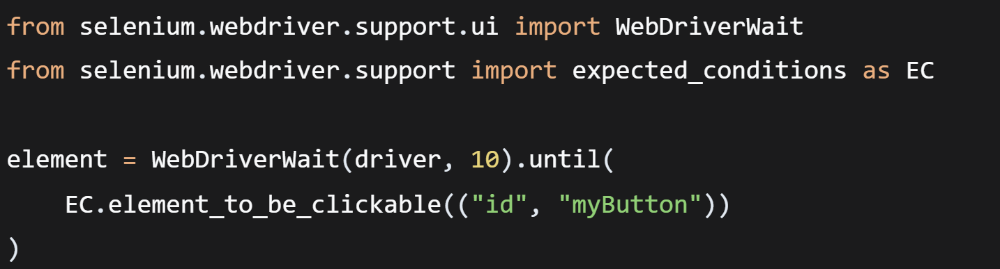 from selenium.webdriver.support.ui import WebDriverWait
from selenium.webdriver.support import expected_conditions as EC

element = WebDriverWait(driver, 10).until(
    EC.element_to_be_clickable(("id", "myButton"))
)